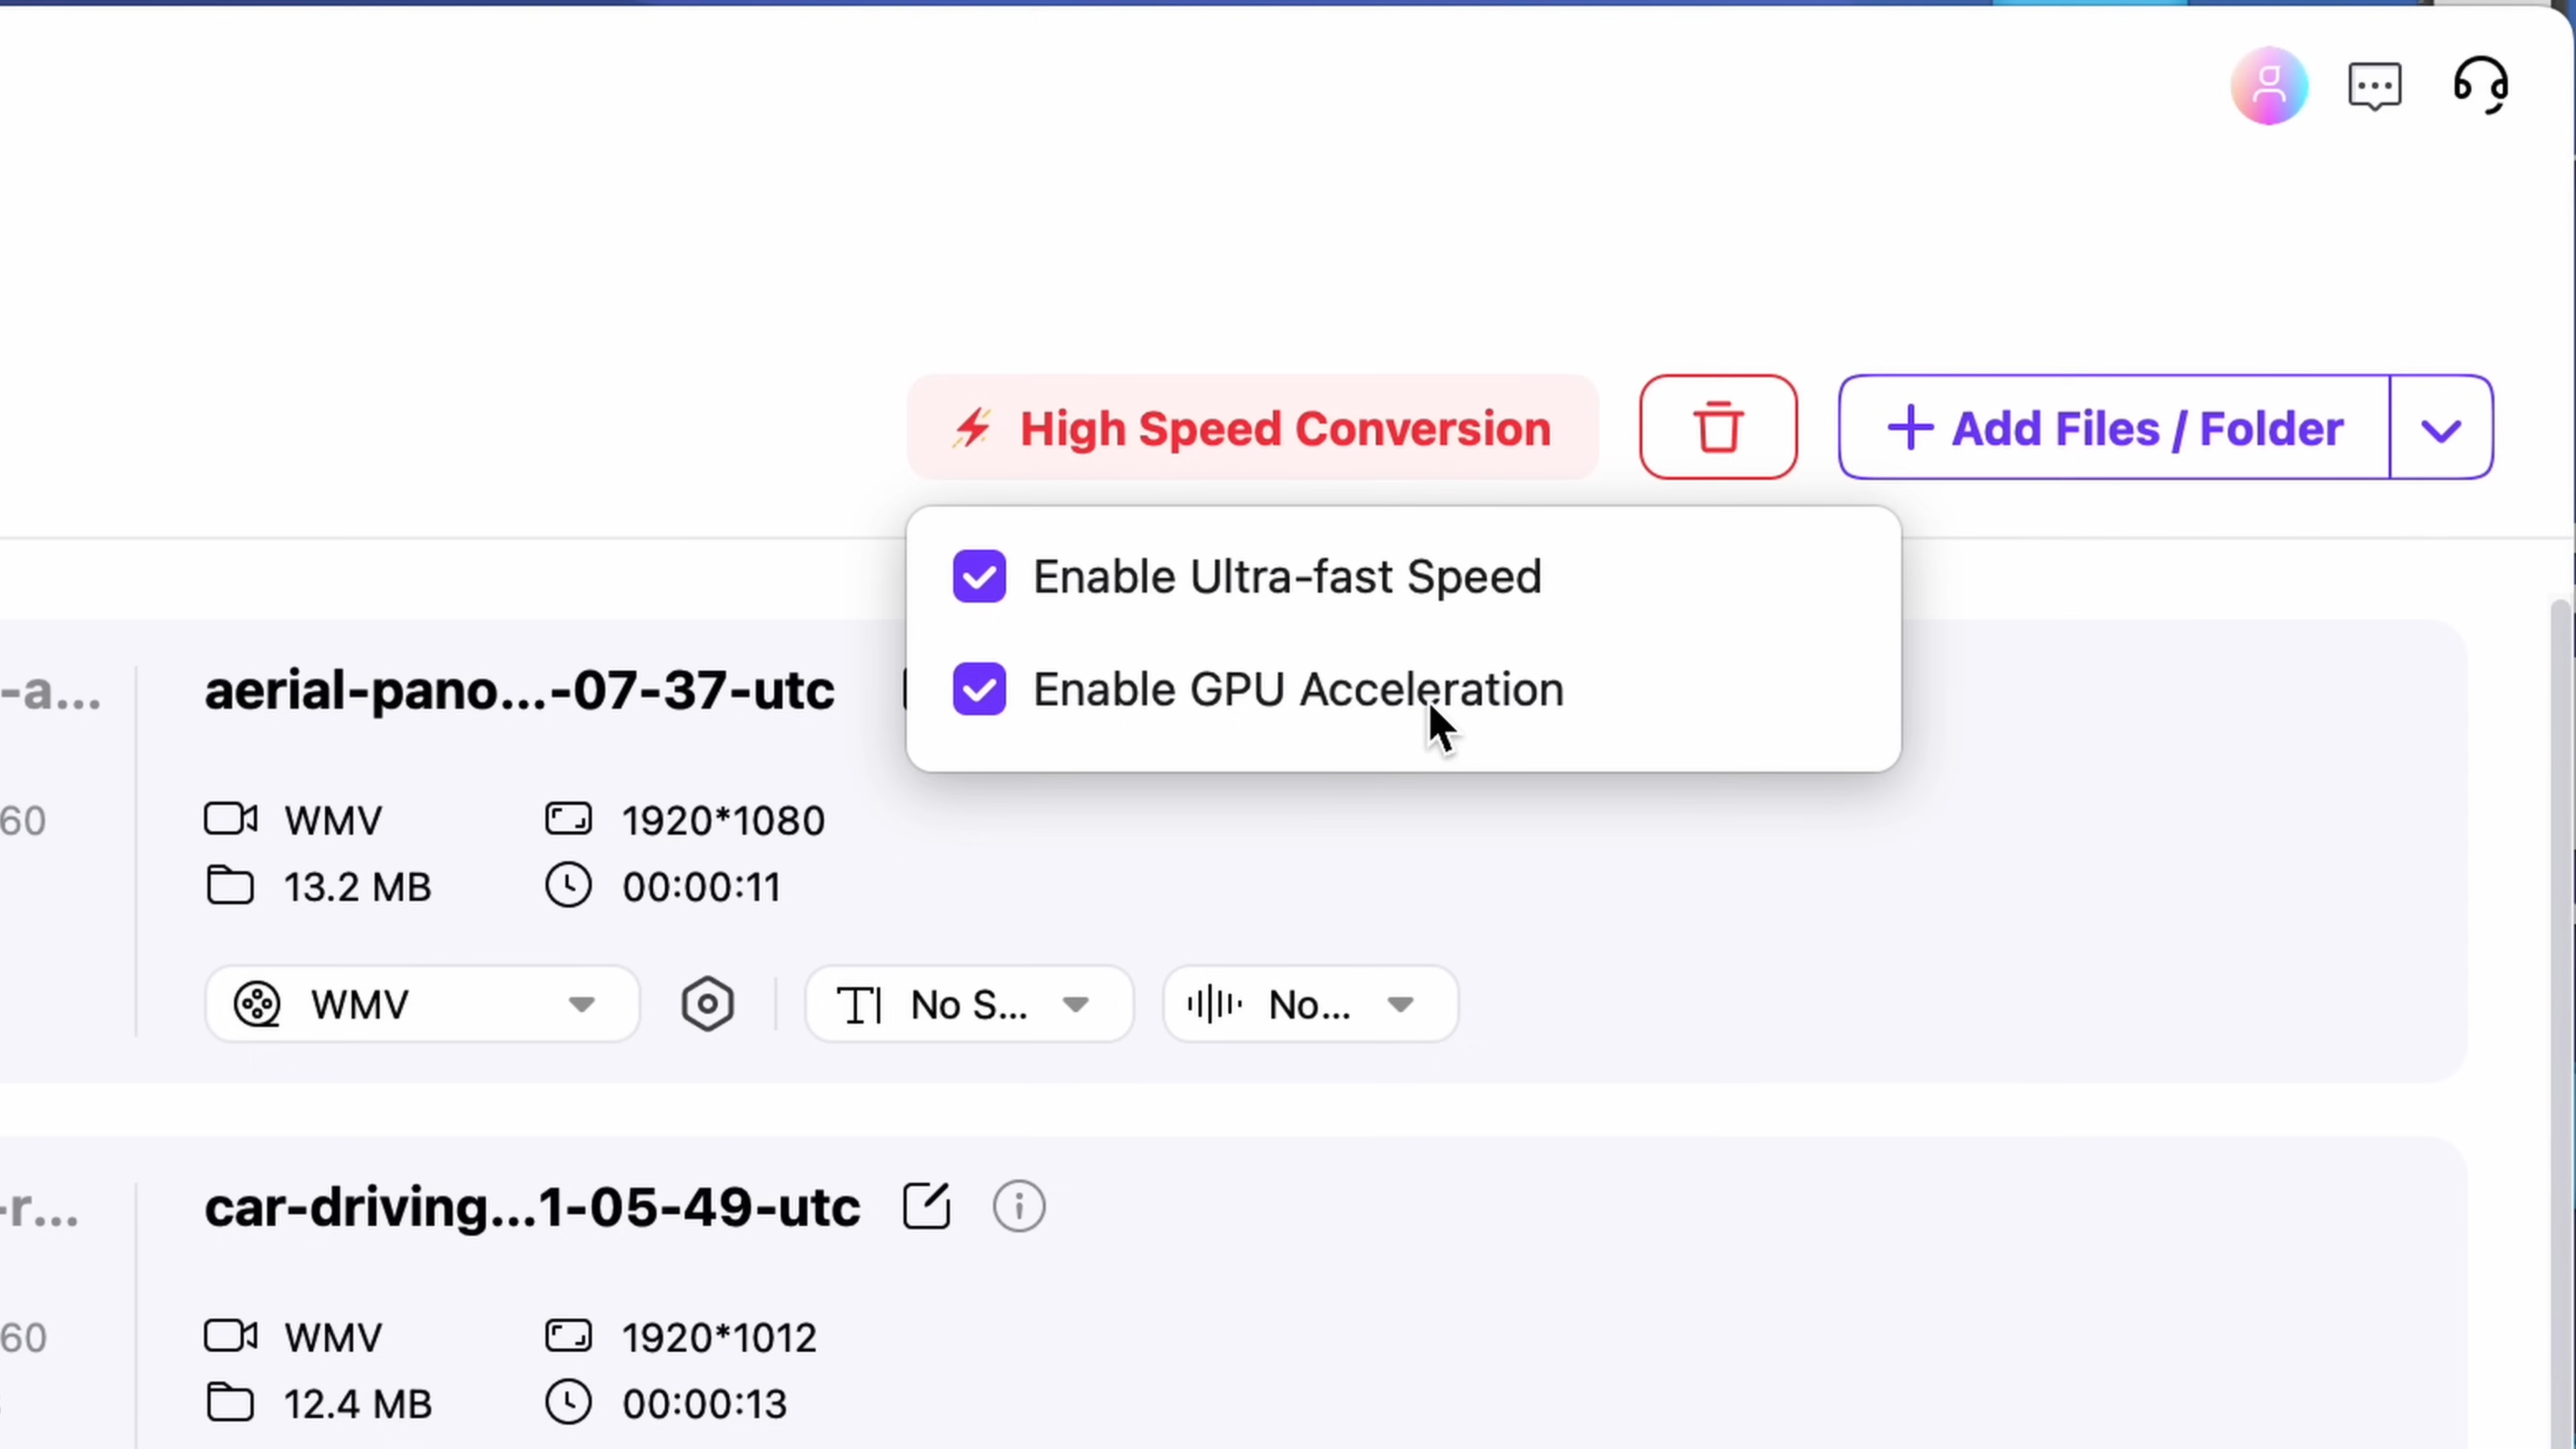 High Speed Conversion
Add Files / Folder
Enable Ultra-fast Speed
Enable GPU Acceleration
-a...
aerial-pano...-07-37-utc
60
WMV
1920*1080
13.2 MB
00:00:11
WMV
No S...
No...
-r...
car-driving...1-05-49-utc
60
WMV
1920*1012
12.4 MB
00:00:13